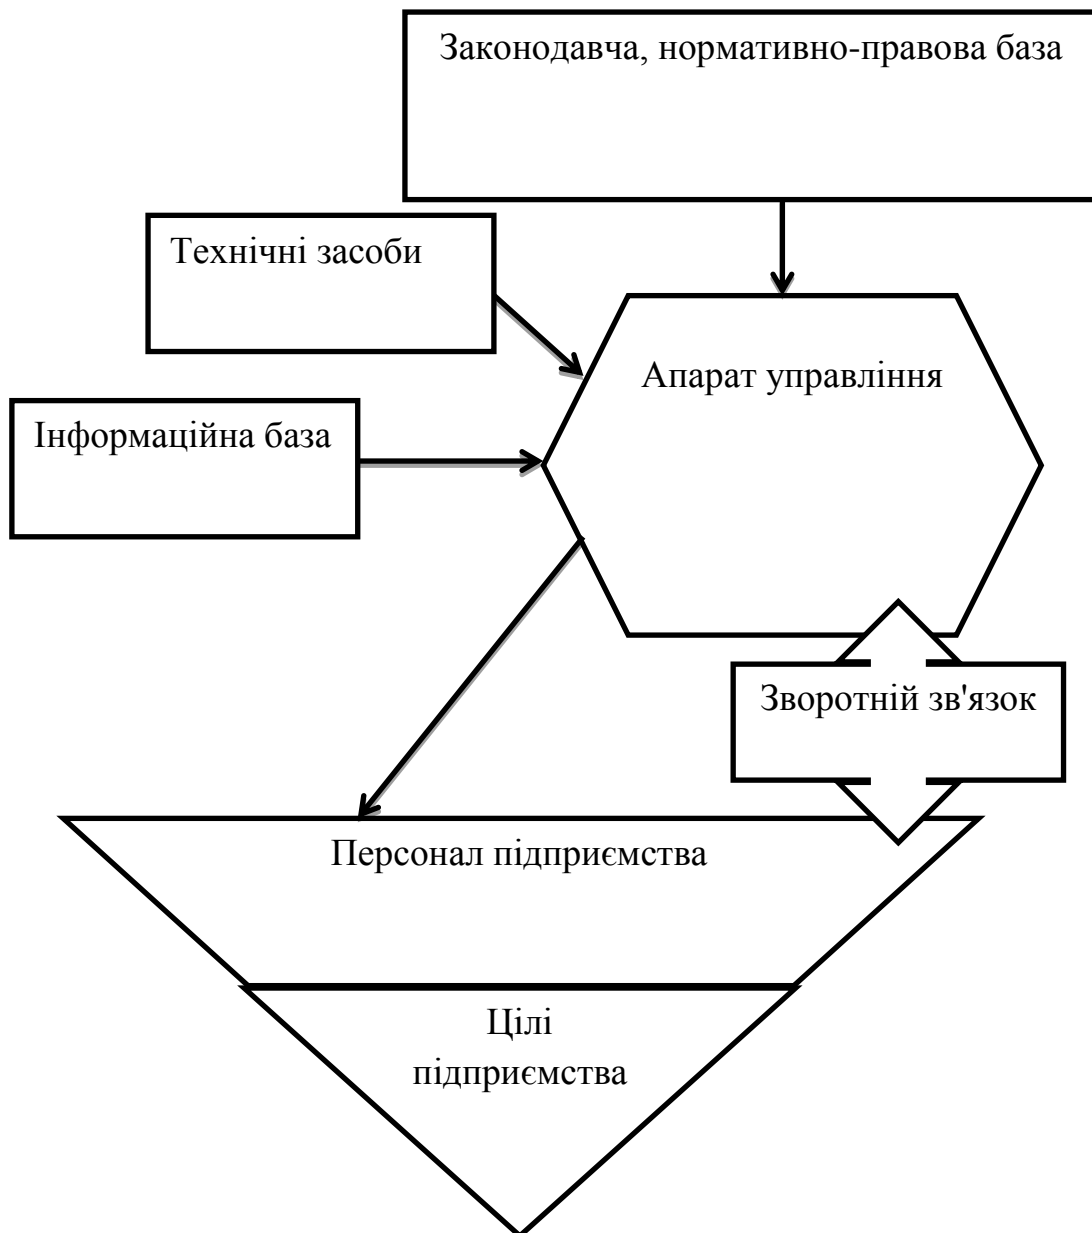 Законодавча, нормативно-правова база
Технічні засоби
Апарат управління
Інформаційна база
Зворотній зв'язок
Персонал підприємства
Цілі
підприємства